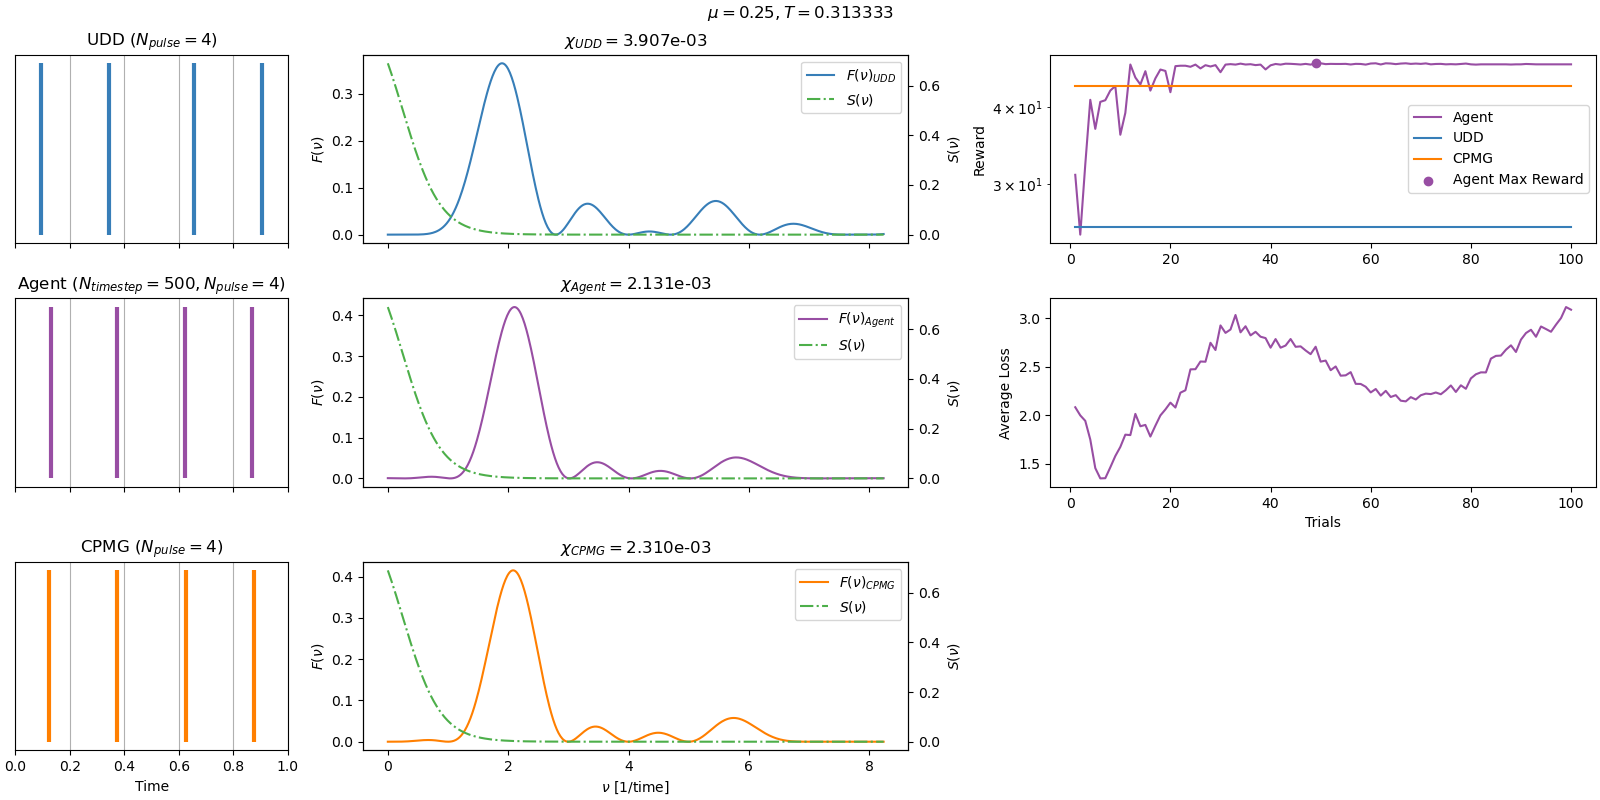 μ = 0.25, T = 0.313333
UDD (N_pulse = 4)
χ_UDD = 3.907e-03
F(ν)
0.3
0.2
0.1
0.0
F(ν)_UDD
S(ν)
0.6
0.4
0.2
0.0
S(ν)
Reward
4 × 10¹
3 × 10¹
Agent
UDD
CPMG
Agent Max Reward
0 20 40 60 80 100
Agent (N_timestep = 500, N_pulse = 4)
χ_Agent = 2.131e-03
F(ν)
0.4
0.3
0.2
0.1
0.0
F(ν)_Agent
S(ν)
0.6
0.4
0.2
0.0
S(ν)
Average Loss
3.0
2.5
2.0
1.5
0 20 40 60 80 100
Trials
CPMG (N_pulse = 4)
0.0 0.2 0.4 0.6 0.8 1.0
Time
χ_CPMG = 2.310e-03
F(ν)
0.4
0.3
0.2
0.1
0.0
F(ν)_CPMG
S(ν)
0.6
0.4
0.2
0.0
S(ν)
0 2 4 6 8
ν [1/time]